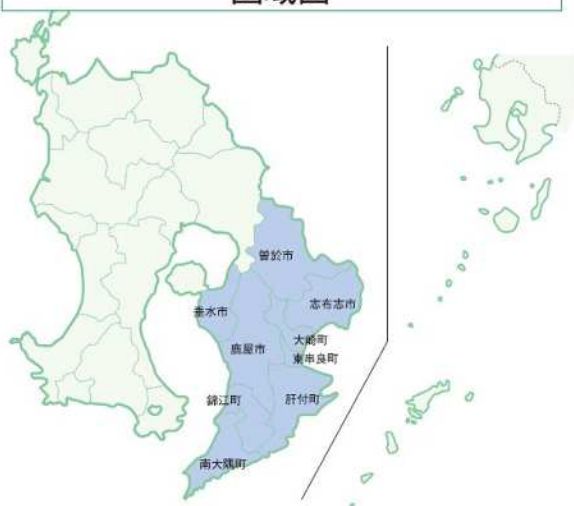 曽於市
志布志市
垂水市
大崎町
鹿屋市
東串良町
錦江町
肝付町
南大隅町